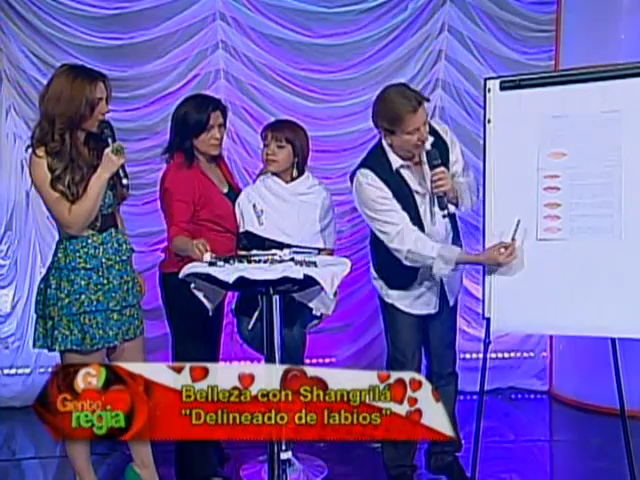 Belleza con Shangrilá
"Delineado de labios"
G
Gente
regia